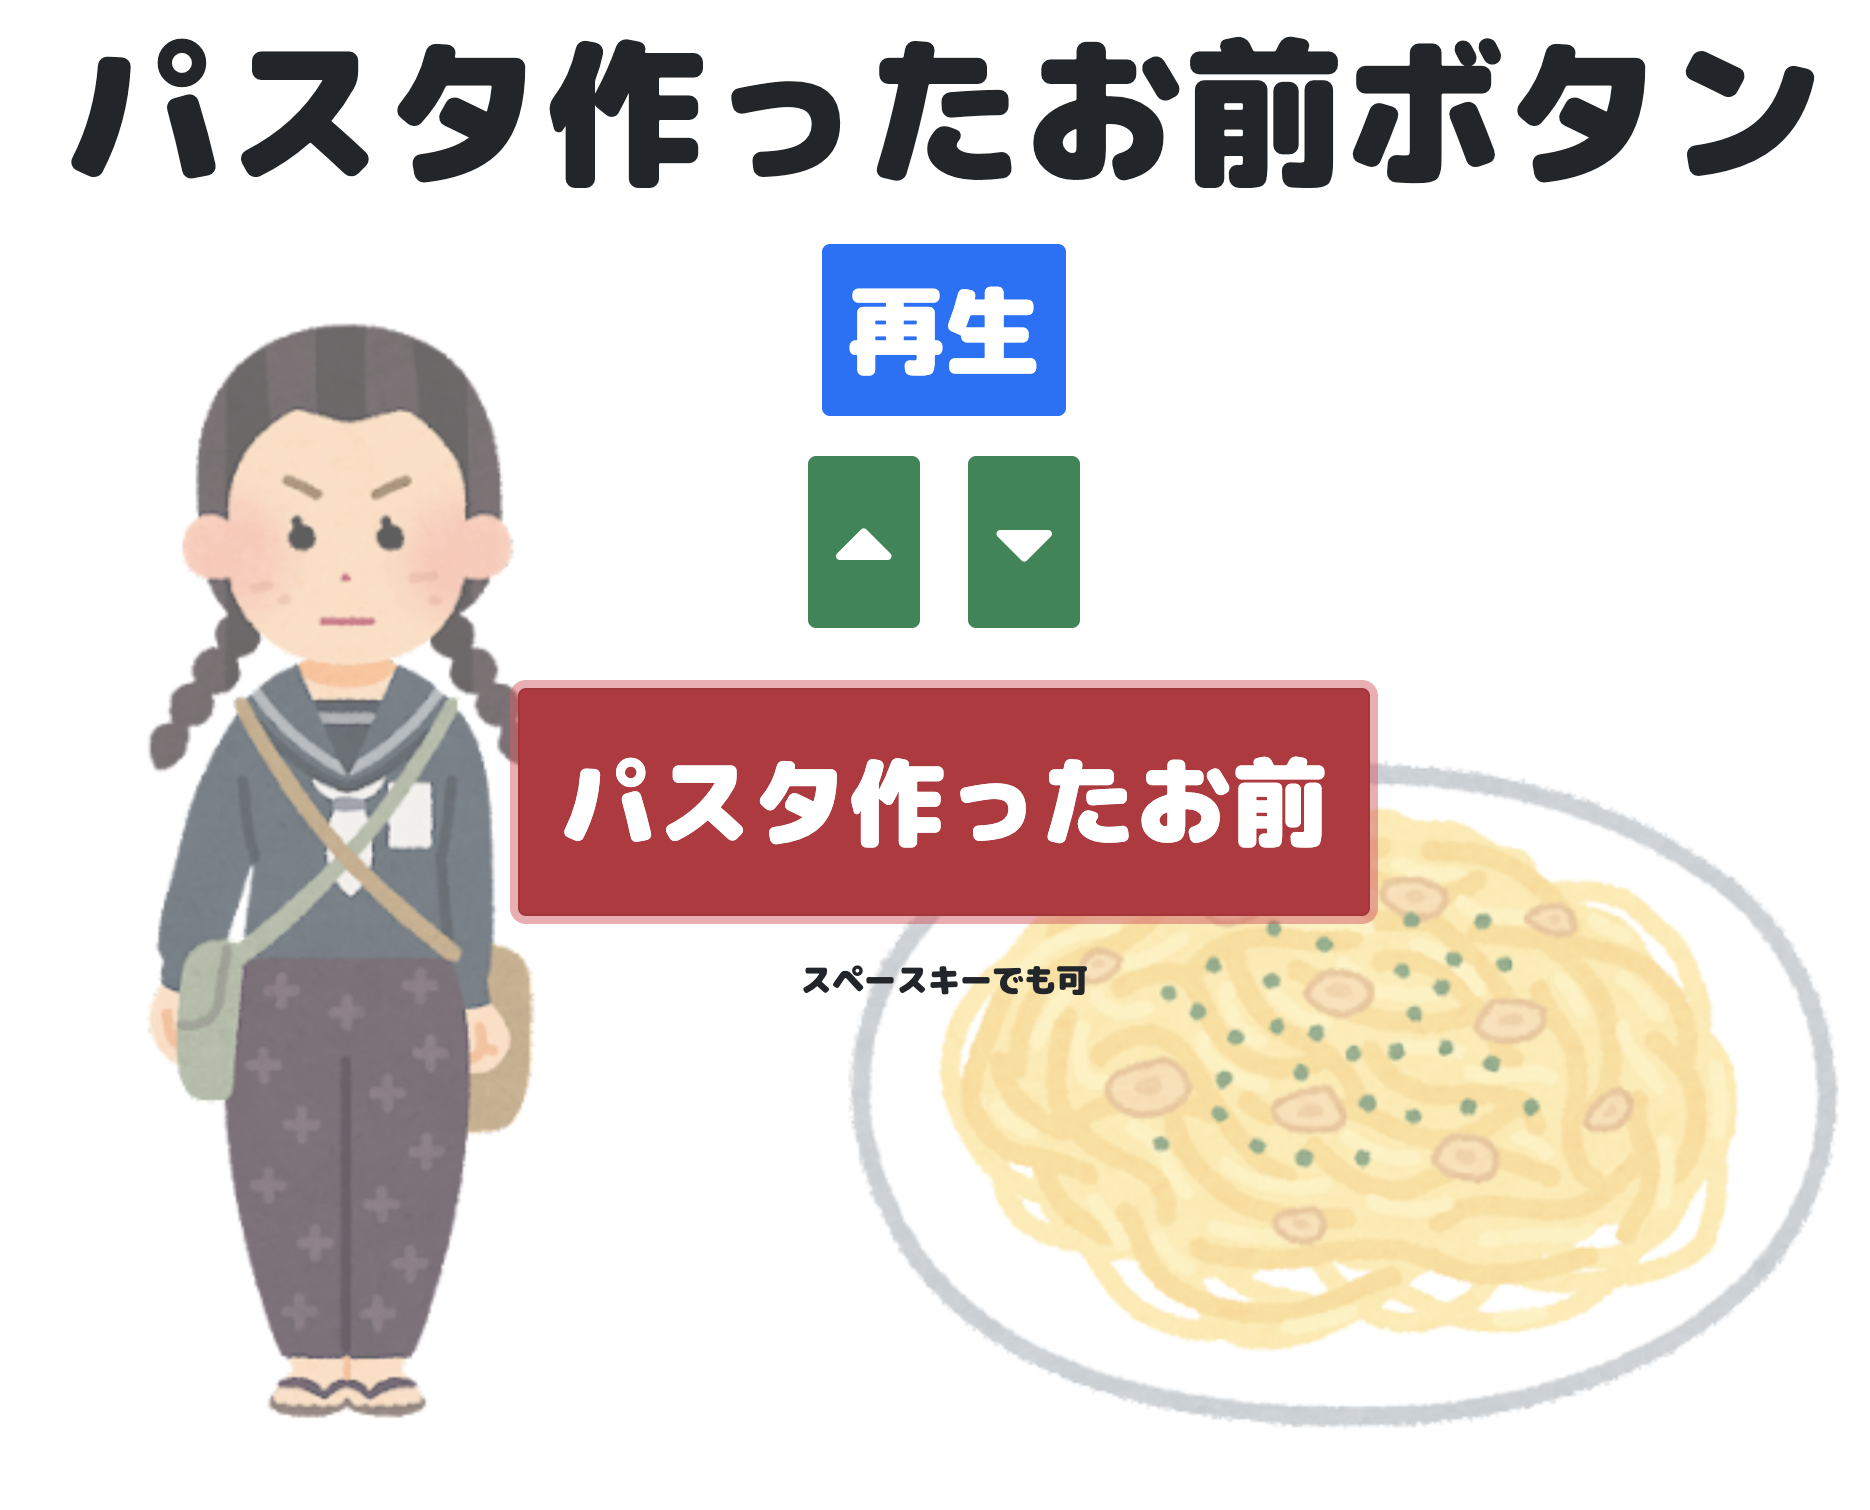 パスタ作ったお前ボタン
再生
パスタ作ったお前
スペースキーでも可